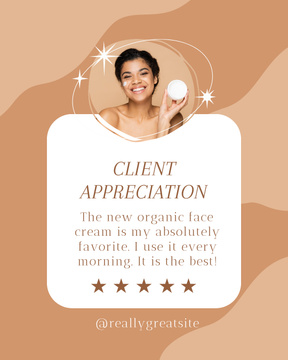 CLIENT
APPRECIATION
The new organic face
cream is my absolutely
favorite. I use it every
morning. It is the best!
@reallygreatsite